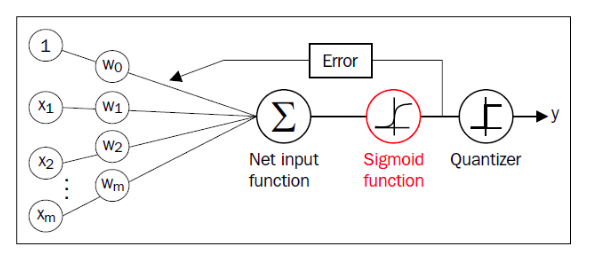 1
W0
Error
X1
W1
Σ
y
X2
W2
Net input
function
Sigmoid
function
Quantizer
Wm
Xm